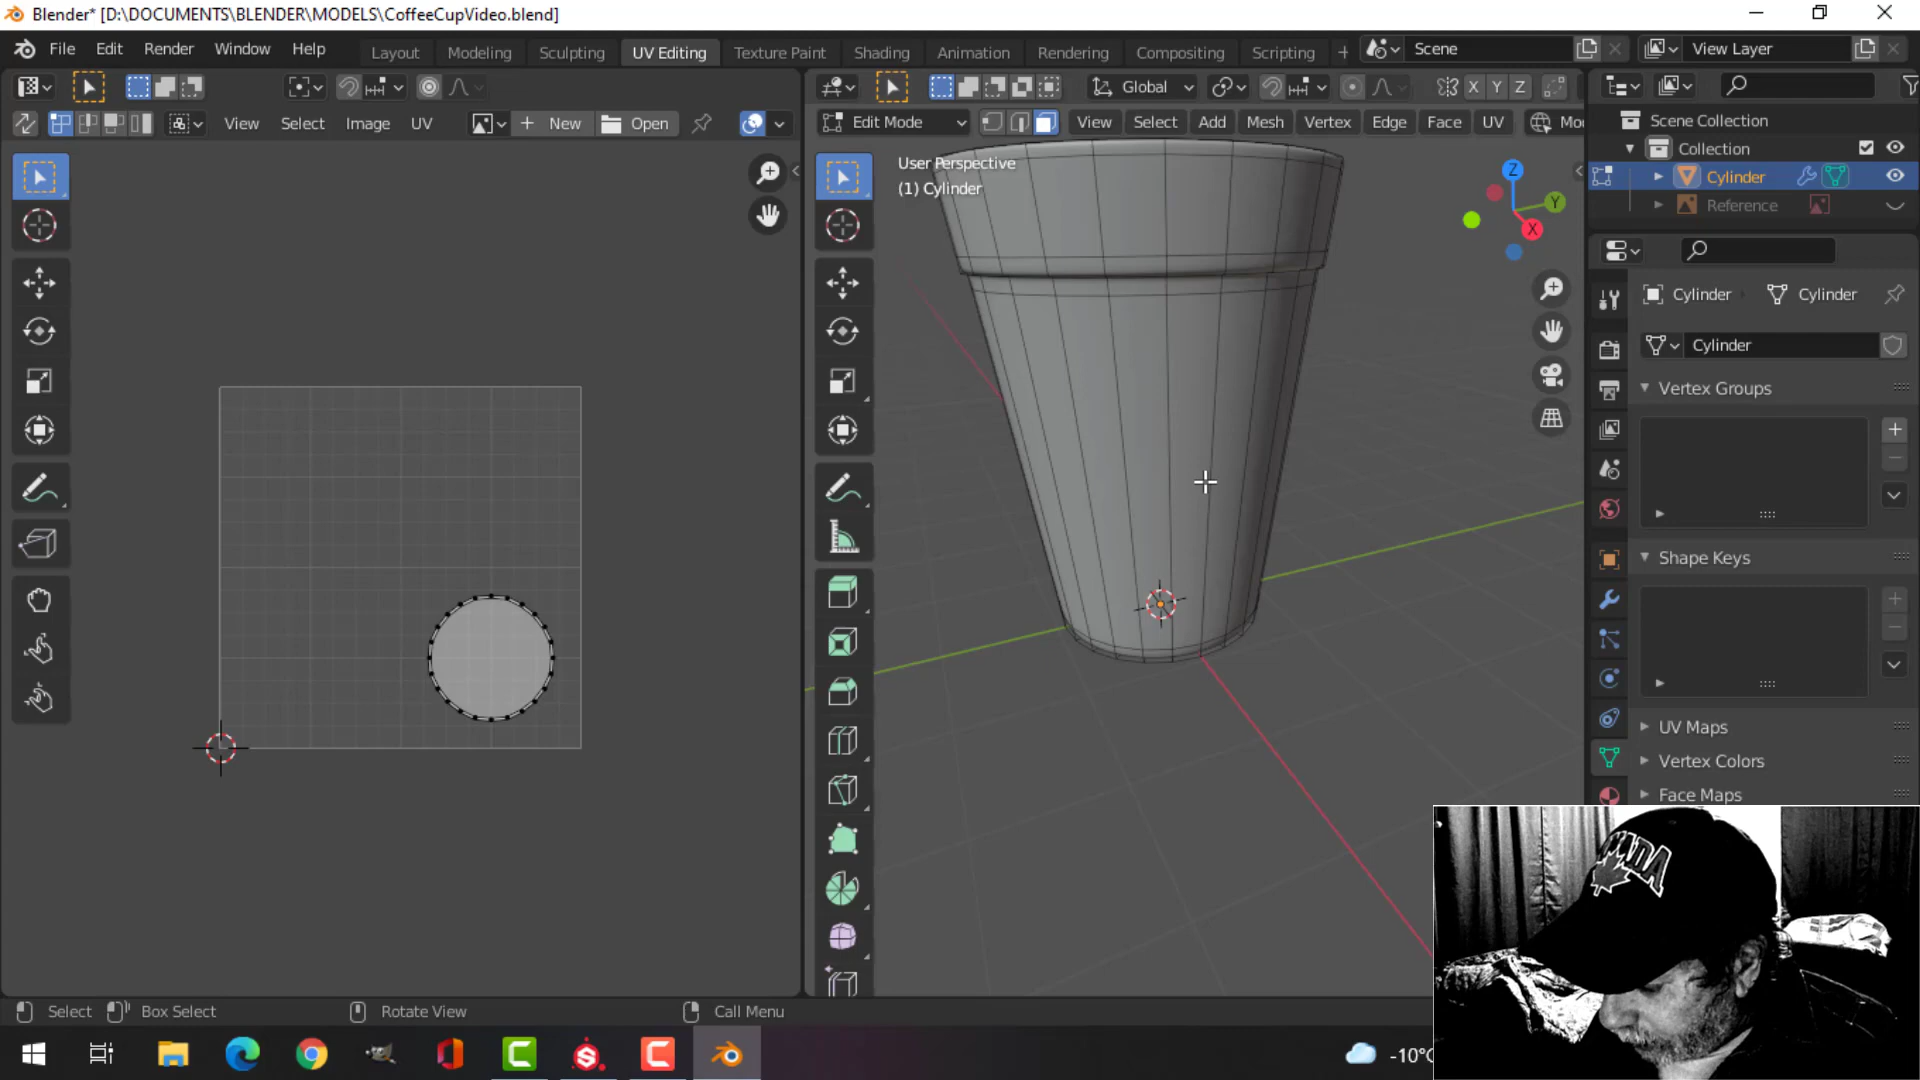 Blender* [D:\DOCUMENTS\BLENDER\MODELS\CoffeeCupVideo.blend]
File Edit Render Window Help Layout Modeling Sculpting UV Editing Texture Paint Shading Animation Rendering Compositing Scripting + Scene View Layer
Global X Y Z
View Select Image UV New Open Edit Mode View Select Add Mesh Vertex Edge Face UV Mo
Scene Collection
Collection
Cylinder
Reference
User Perspective
(1) Cylinder
Z
Y
X
Cylinder Cylinder
Cylinder
Vertex Groups
Shape Keys
UV Maps
Vertex Colors
Face Maps
Select Box Select Rotate View Call Menu
-10°C